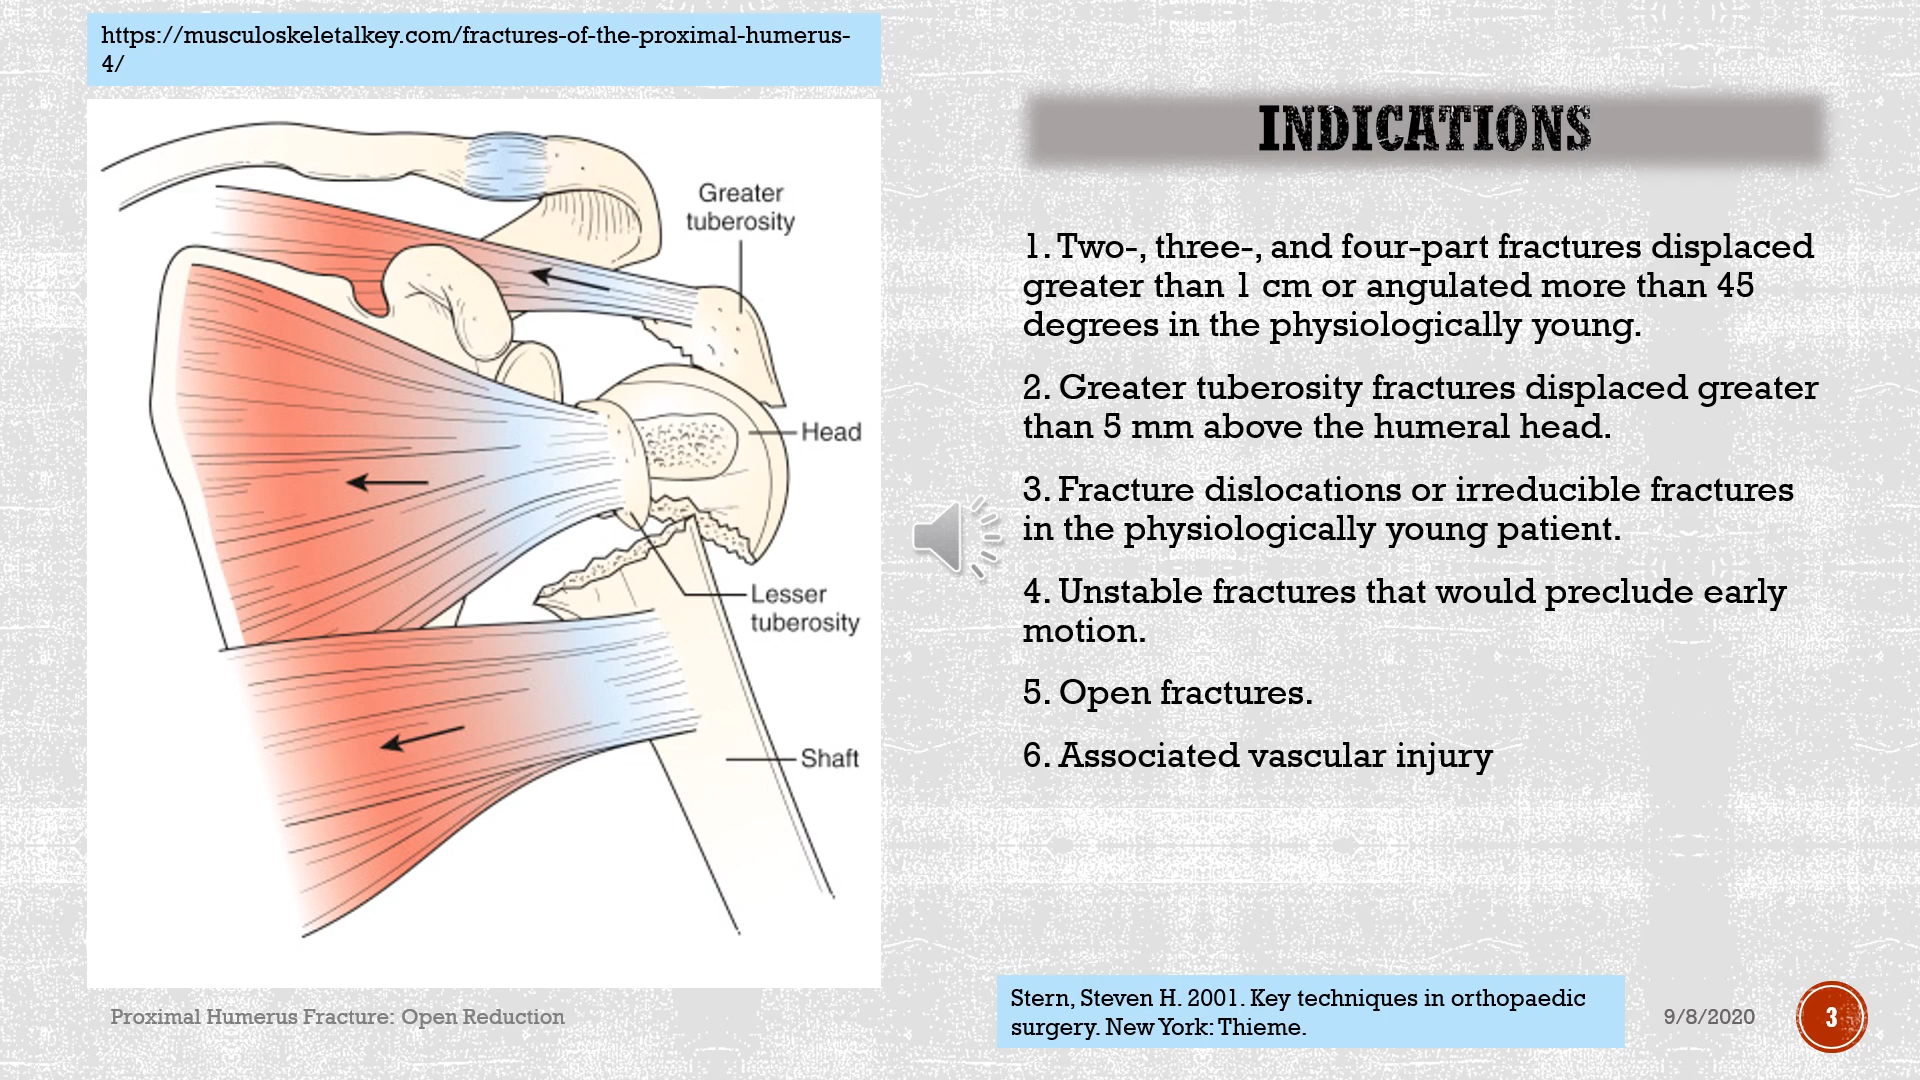 https://musculoskeletalkey.com/fractures-of-the-proximal-humerus-
4/
Greater
tuberosity
Head
Lesser
tuberosity
Shaft
INDICATIONS
1. Two-, three-, and four-part fractures displaced
greater than 1 cm or angulated more than 45
degrees in the physiologically young.
2. Greater tuberosity fractures displaced greater
than 5 mm above the humeral head.
3. Fracture dislocations or irreducible fractures
in the physiologically young patient.
4. Unstable fractures that would preclude early
motion.
5. Open fractures.
6. Associated vascular injury
Proximal Humerus Fracture: Open Reduction
Stern, Steven H. 2001. Key techniques in orthopaedic
surgery. New York: Thieme.
9/8/2020
3